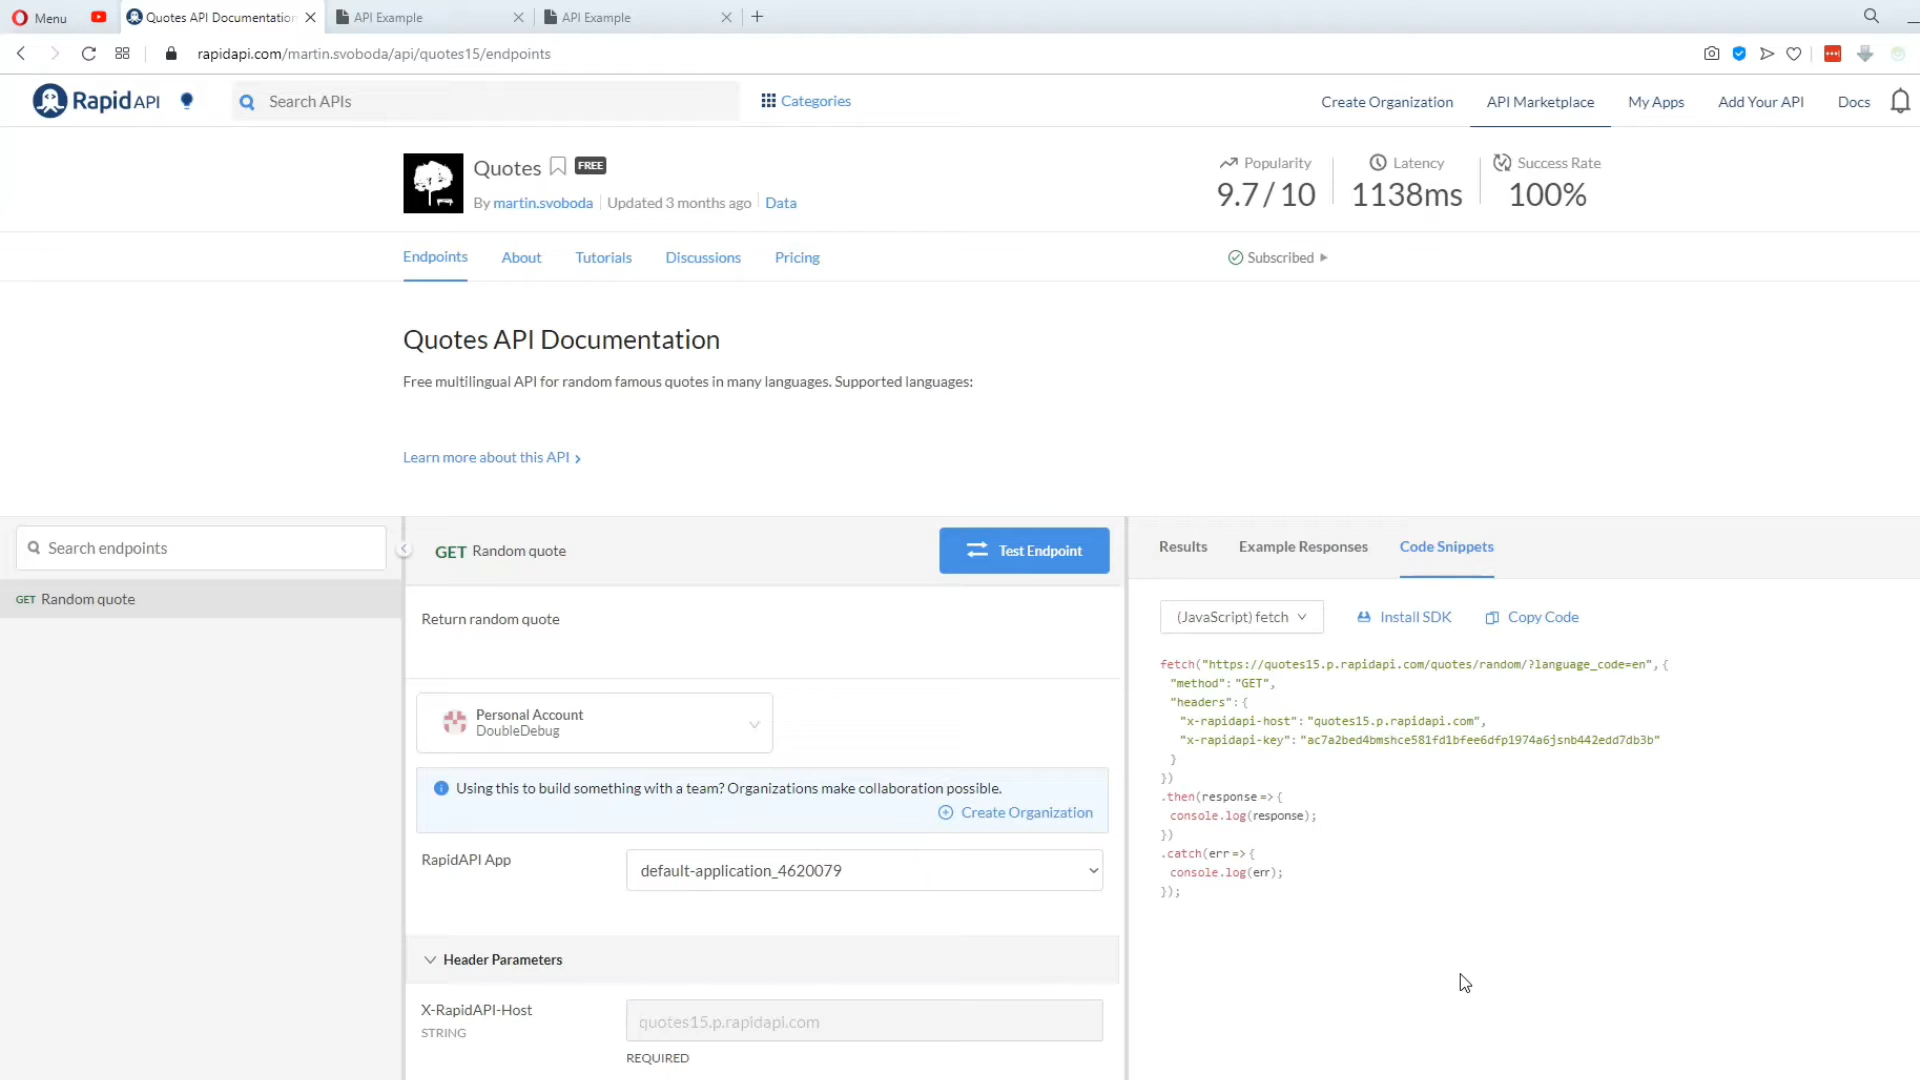 Menu
Quotes API Documentation
API Example
API Example
rapidapi.com/martin.svoboda/api/quotes15/endpoints
Rapid API
Search APIs
Categories
Create Organization
API Marketplace
My Apps
Add Your API
Docs
Quotes
FREE
By martin.svoboda
Updated 3 months ago
Data
Popularity
9.7 / 10
Latency
1138ms
Success Rate
100%
Endpoints
About
Tutorials
Discussions
Pricing
Subscribed
Quotes API Documentation
Free multilingual API for random famous quotes in many languages. Supported languages:
Learn more about this API
Search endpoints
GET Random quote
GET Random quote
Test Endpoint
Return random quote
Personal Account
DoubleDebug
Using this to build something with a team? Organizations make collaboration possible.
Create Organization
RapidAPI App
default-application_4620079
Header Parameters
X-RapidAPI-Host
STRING
quotes15.p.rapidapi.com
REQUIRED
Results
Example Responses
Code Snippets
(JavaScript) fetch
Install SDK
Copy Code
fetch("https://quotes15.p.rapidapi.com/quotes/random/?language_code=en", {
"method": "GET",
"headers": {
"x-rapidapi-host": "quotes15.p.rapidapi.com",
"x-rapidapi-key": "ac7a2bed4bmshce581fd1bfee6dfp1974a6jsnb442edd7db3b"
}
})
.then(response => {
console.log(response);
})
.catch(err => {
console.log(err);
});